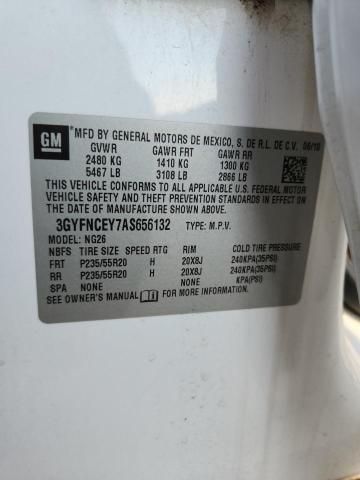 GM
*MFD BY GENERAL MOTORS DE MEXICO, S. DE R.L. DE C.V. 06/10
GVWR GAWR FRT GAWR RR
2480 KG 1410 KG 1300 KG
5467 LB 3108 LB 2866 LB
THIS VEHICLE CONFORMS TO ALL APPLICABLE U.S. FEDERAL MOTOR
VEHICLE SAFETY AND THEFT PREVENTION STANDARDS IN EFFECT
ON THE DATE OF MANUFACTURE SHOWN ABOVE.
3GYFNCEY7AS656132 TYPE: M.P.V.
MODEL: NG26
NBFS TIRE SIZE SPEED RTG RIM COLD TIRE PRESSURE
FRT P235/55R20 H 20X8J 240KPA(35PSI)
RR P235/55R20 H 20X8J 240KPA(35PSI)
SPA NONE NONE KPA(PSI)
SEE OWNER'S MANUAL FOR MORE INFORMATION.